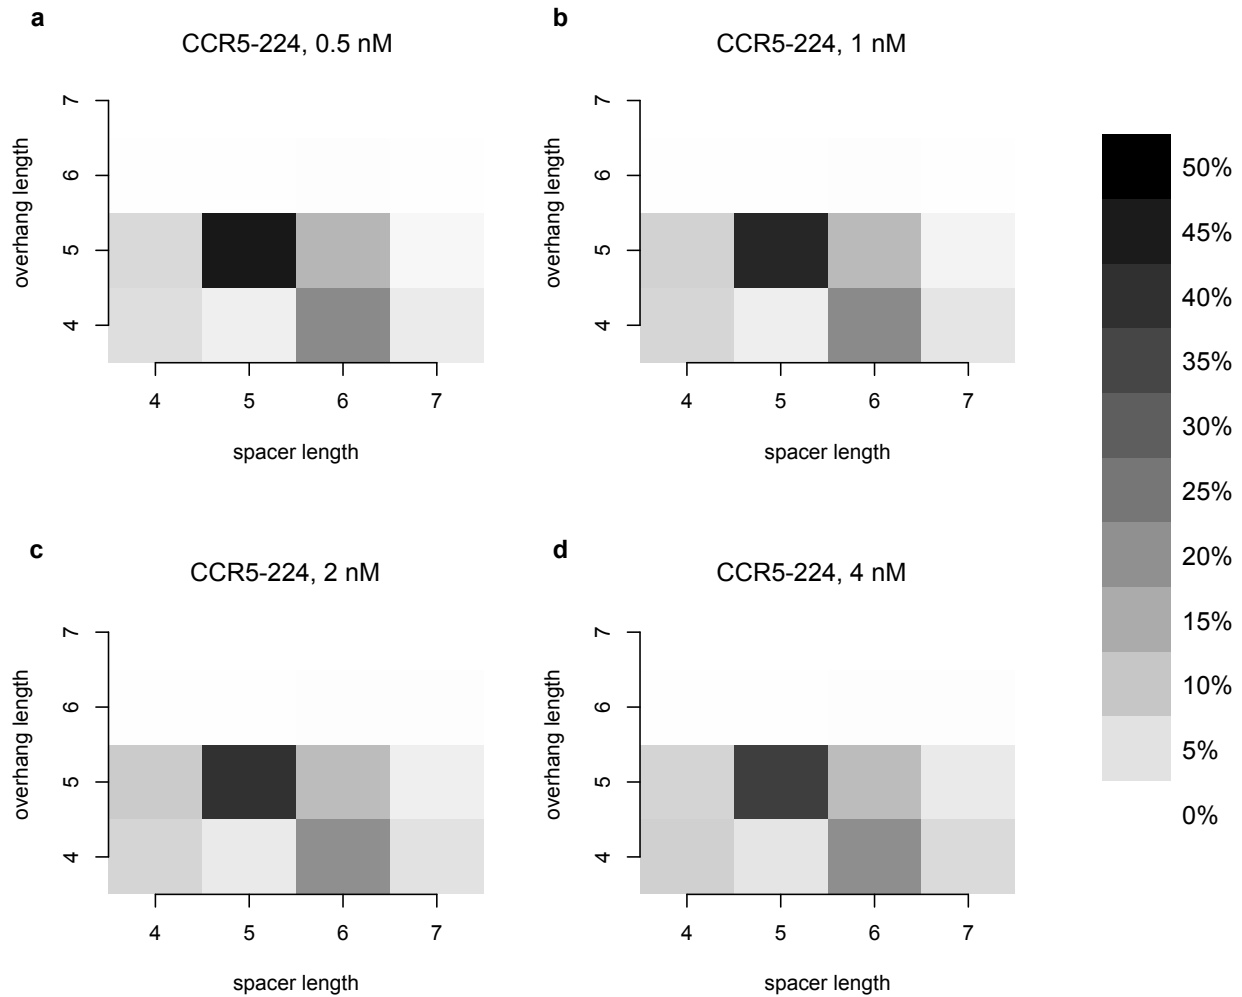 a
CCR5-224, 0.5 nM
overhang length
7
6
5
4
4 5 6 7
spacer length
b
CCR5-224, 1 nM
overhang length
7
6
5
4
4 5 6 7
spacer length
c
CCR5-224, 2 nM
overhang length
7
6
5
4
4 5 6 7
spacer length
d
CCR5-224, 4 nM
overhang length
7
6
5
4
4 5 6 7
spacer length
50%
45%
40%
35%
30%
25%
20%
15%
10%
5%
0%